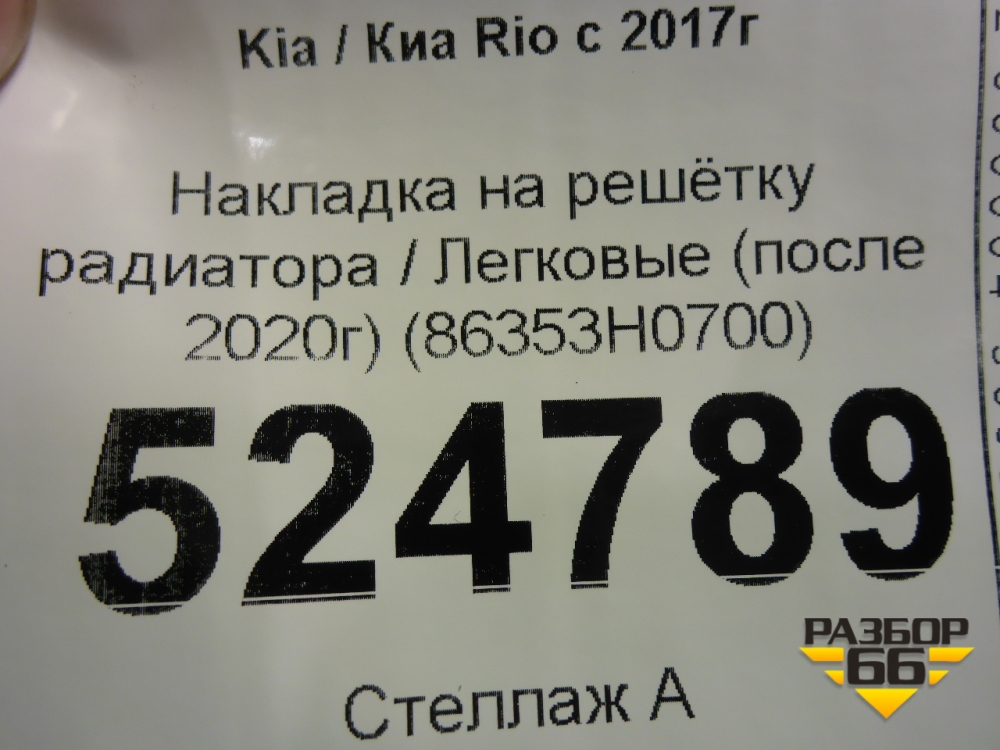 Kia / Киа Rio с 2017г
Накладка на решётку
радиатора / Легковые (после
2020г) (86353H0700)
524789
Стеллаж А
РАЗБОР
66